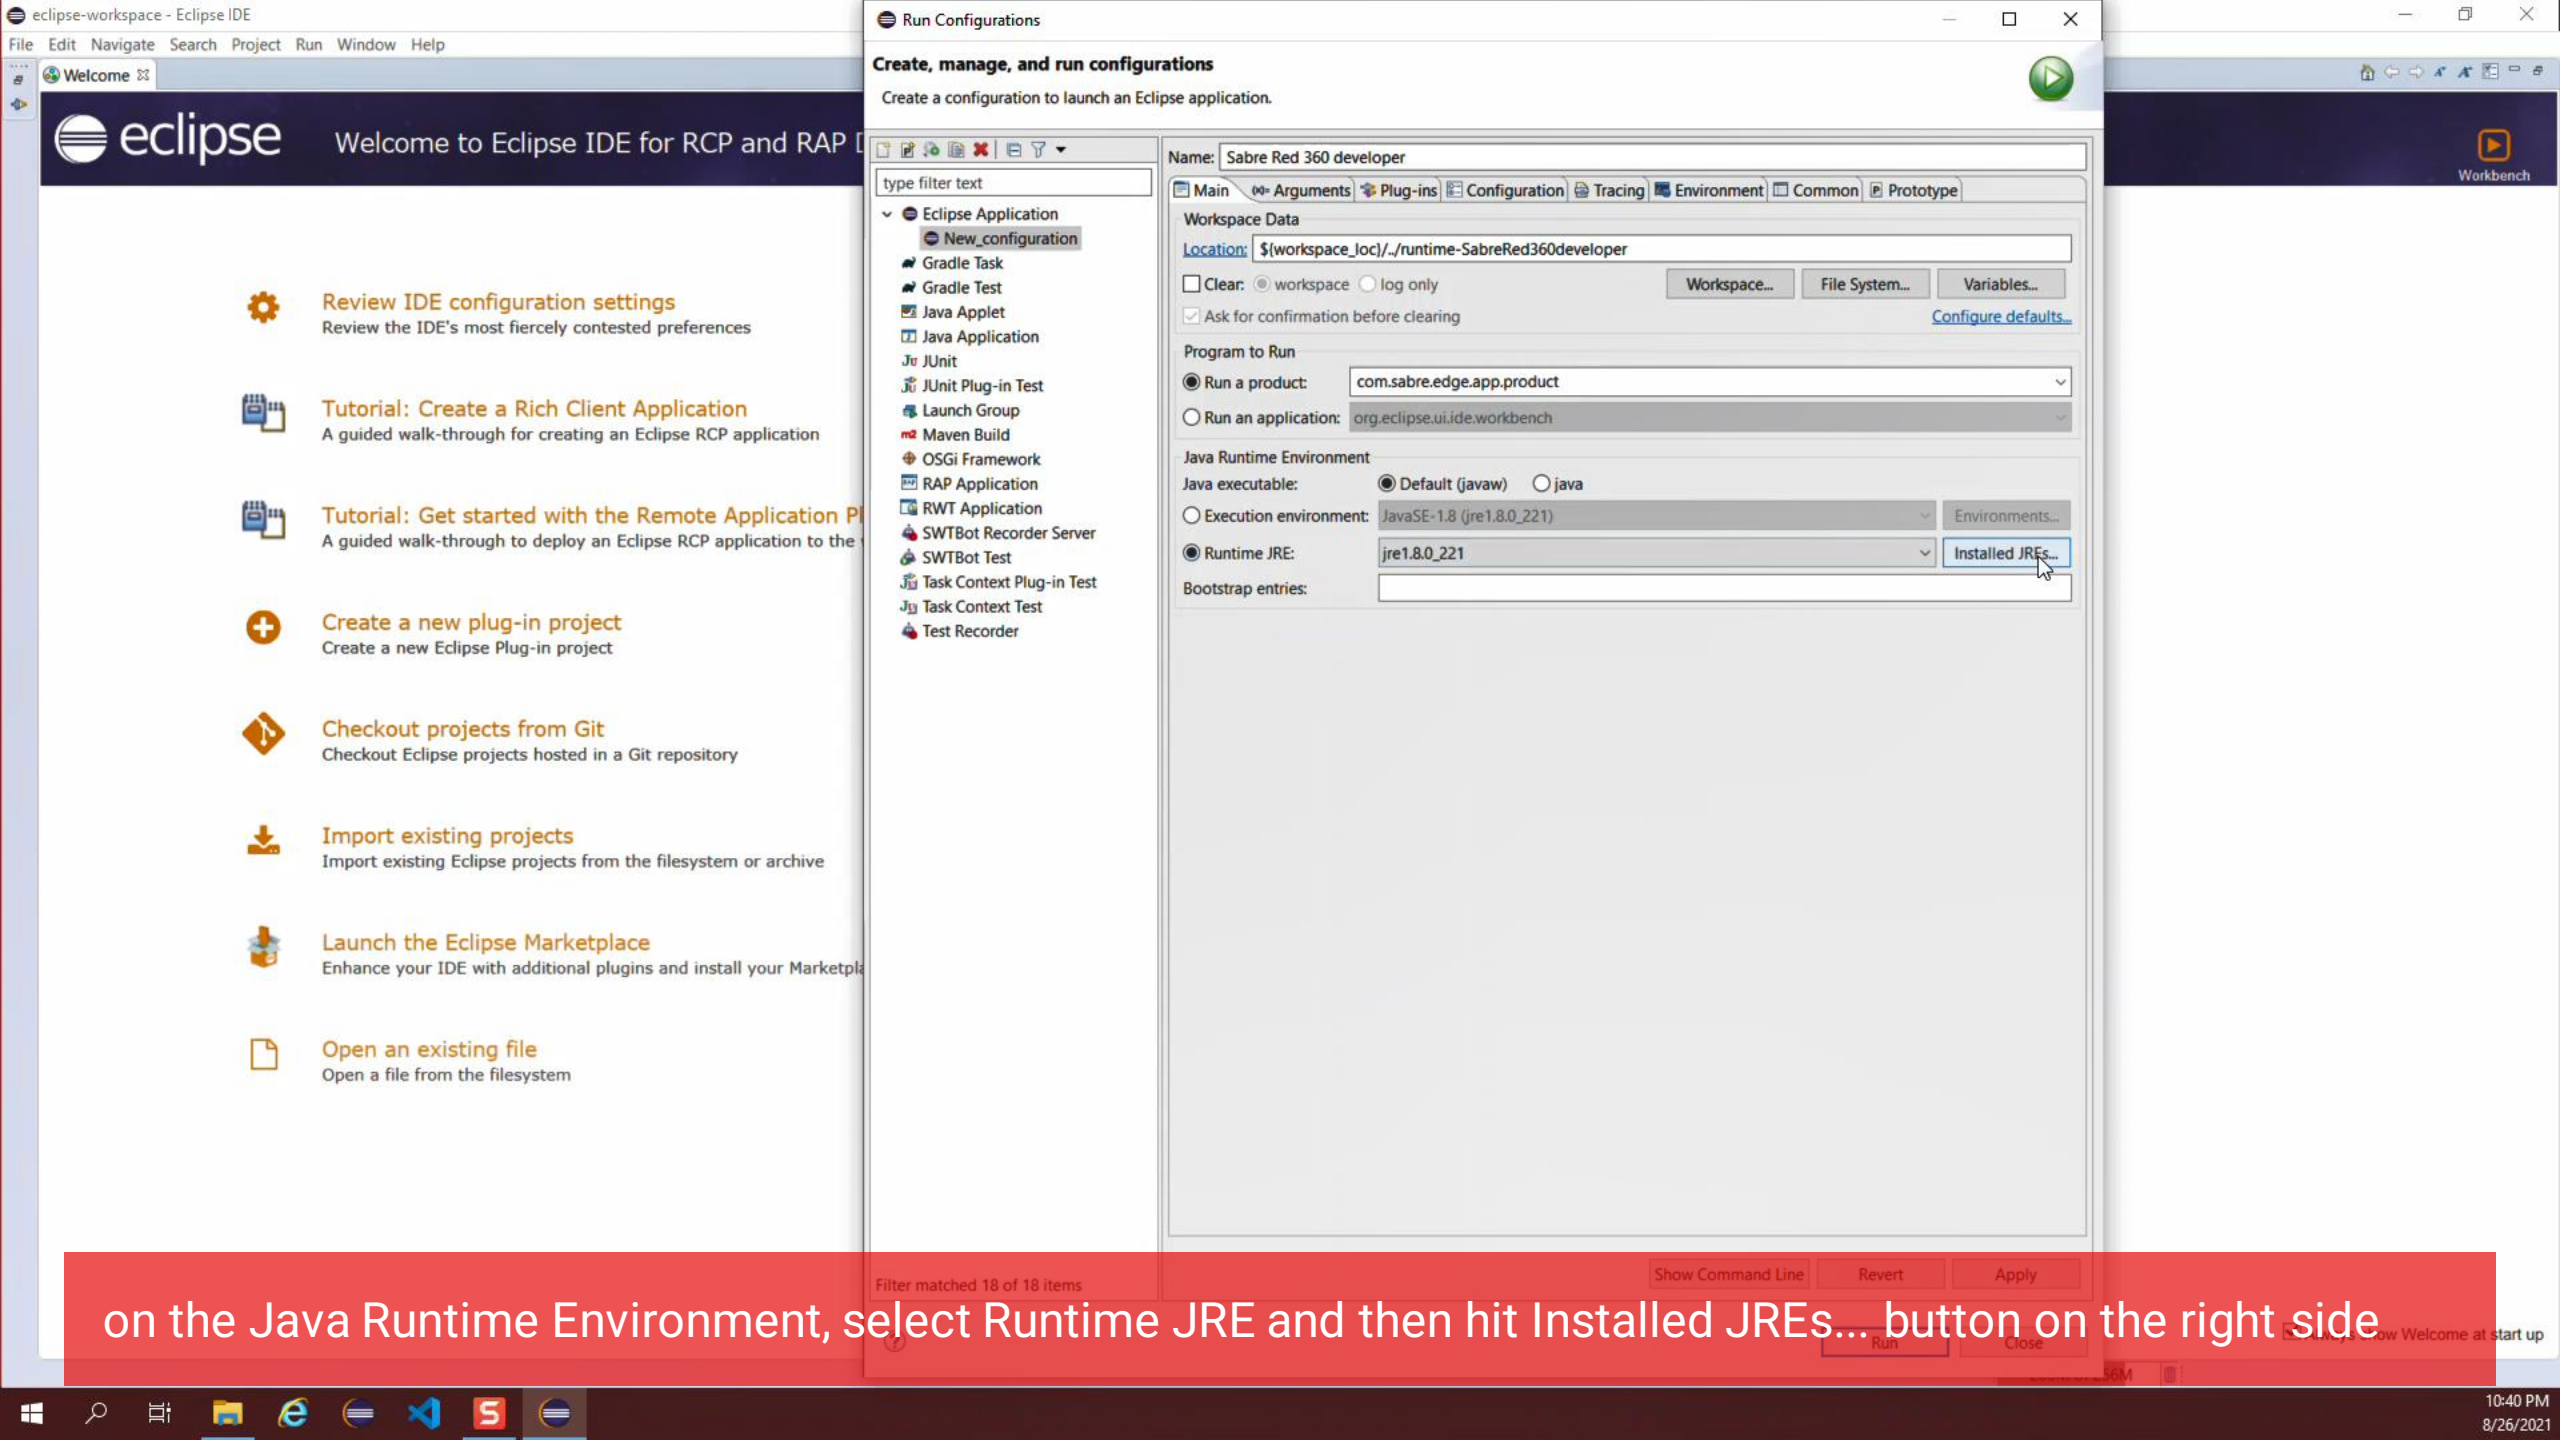 eclipse-workspace - Eclipse IDE
File Edit Navigate Search Project Run Window Help
Welcome
eclipse
Welcome to Eclipse IDE for RCP and RAP
Workbench
Review IDE configuration settings
Review the IDE's most fiercely contested preferences
Tutorial: Create a Rich Client Application
A guided walk-through for creating an Eclipse RCP application
Tutorial: Get started with the Remote Application
A guided walk-through to deploy an Eclipse RCP application to the
Create a new plug-in project
Create a new Eclipse Plug-in project
Checkout projects from Git
Checkout Eclipse projects hosted in a Git repository
Import existing projects
Import existing Eclipse projects from the filesystem or archive
Launch the Eclipse Marketplace
Enhance your IDE with additional plugins and install your Marketpla
Open an existing file
Open a file from the filesystem
Run Configurations
Create, manage, and run configurations
Create a configuration to launch an Eclipse application.
type filter text
Eclipse Application
New_configuration
Gradle Task
Gradle Test
Java Applet
Java Application
JUnit
JUnit Plug-in Test
Launch Group
Maven Build
OSGi Framework
RAP Application
RWT Application
SWTBot Recorder Server
SWTBot Test
Task Context Plug-in Test
Task Context Test
Test Recorder
Filter matched 18 of 18 items
Name: Sabre Red 360 developer
Main Arguments Plug-ins Configuration Tracing Environment Common Prototype
Workspace Data
Location: ${workspace_loc}/../runtime-SabreRed360developer
Clear: workspace log only Workspace... File System... Variables...
Ask for confirmation before clearing Configure defaults...
Program to Run
Run a product: com.sabre.edge.app.product
Run an application: org.eclipse.ui.ide.workbench
Java Runtime Environment
Java executable: Default (javaw) java
Execution environment: JavaSE-1.8 (jre1.8.0_221) Environments...
Runtime JRE: jre1.8.0_221 Installed JREs...
Bootstrap entries:
Show Command Line Revert Apply
Run Close
on the Java Runtime Environment, select Runtime JRE and then hit Installed JREs... button on the right side
show Welcome at start up
10:40 PM
8/26/2021